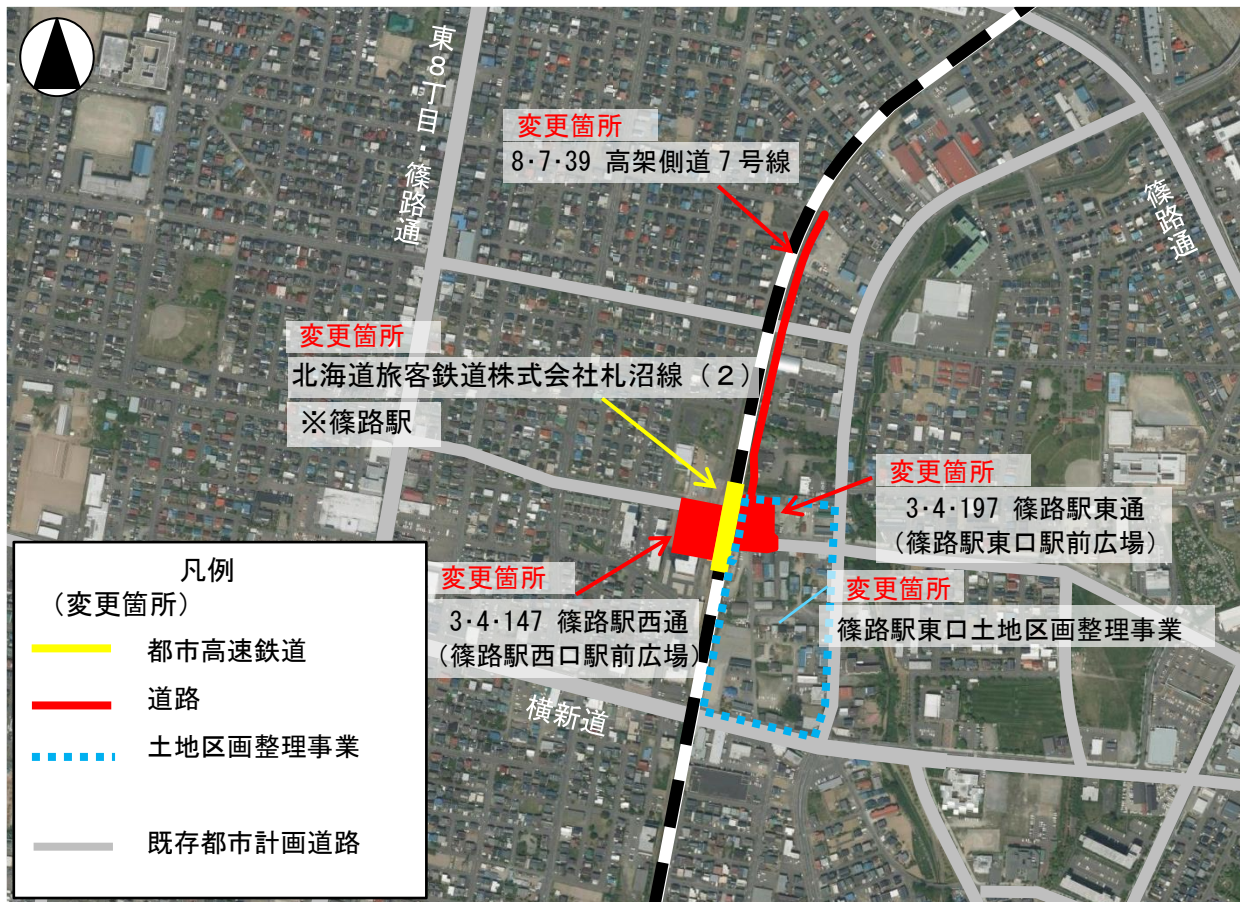 東8丁目・篠路通
変更箇所
8・7・39 高架側道7号線
篠路通
変更箇所
北海道旅客鉄道株式会社札沼線（2）
※篠路駅
変更箇所
3・4・197 篠路駅東通
(篠路駅東口駅前広場)
変更箇所
3・4・147 篠路駅西通
(篠路駅西口駅前広場)
変更箇所
篠路駅東口土地区画整理事業
横新道
凡例
（変更箇所）
都市高速鉄道
道路
土地区画整理事業
既存都市計画道路